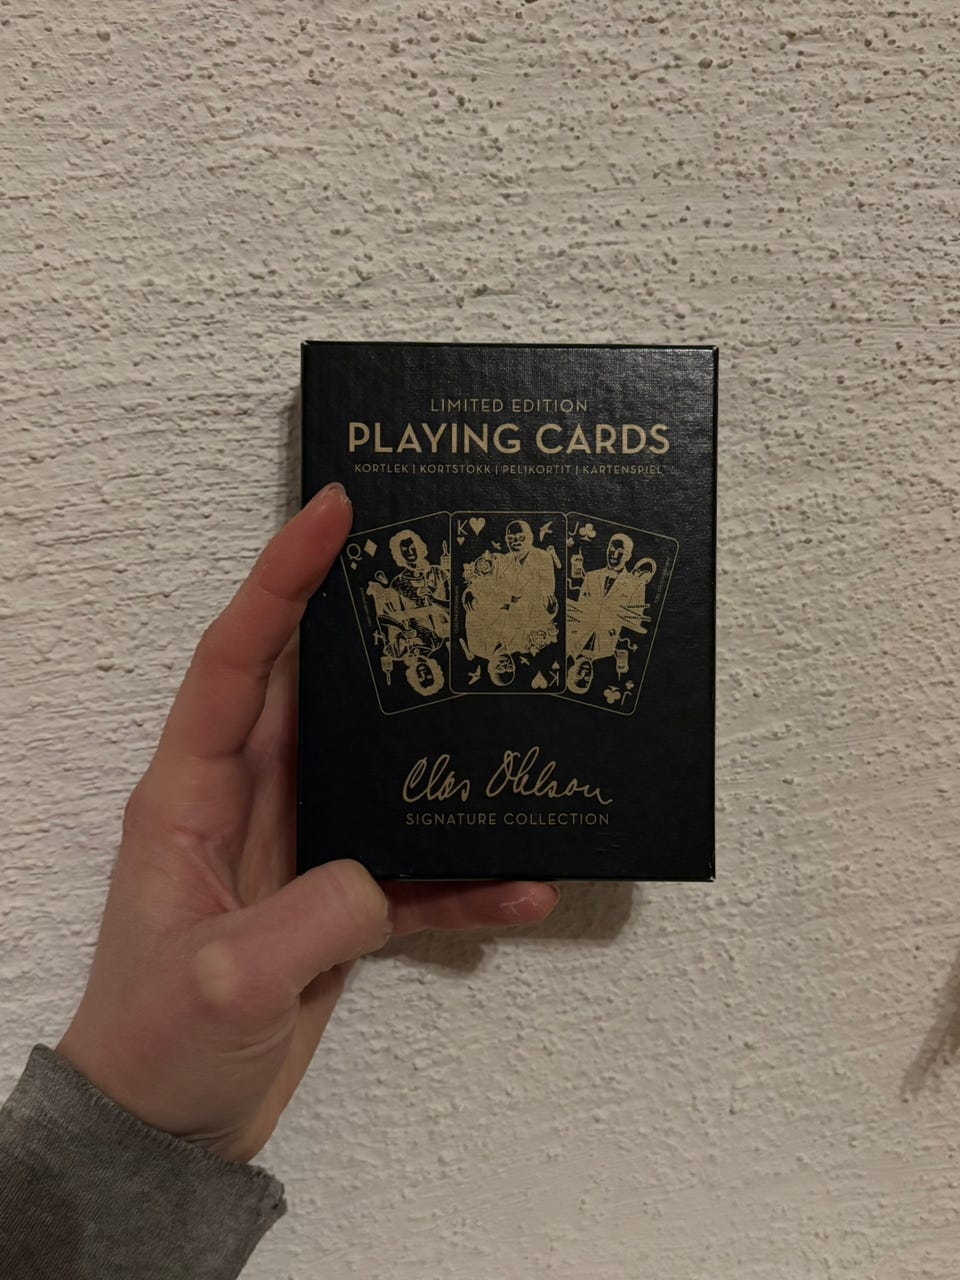 LIMITED EDITION
PLAYING CARDS
KORTLEK | KORTSTOKK | PELIKORTIT | KARTENSPIEL
Q
K
J
K
J
Clas Ohlson
SIGNATURE COLLECTION